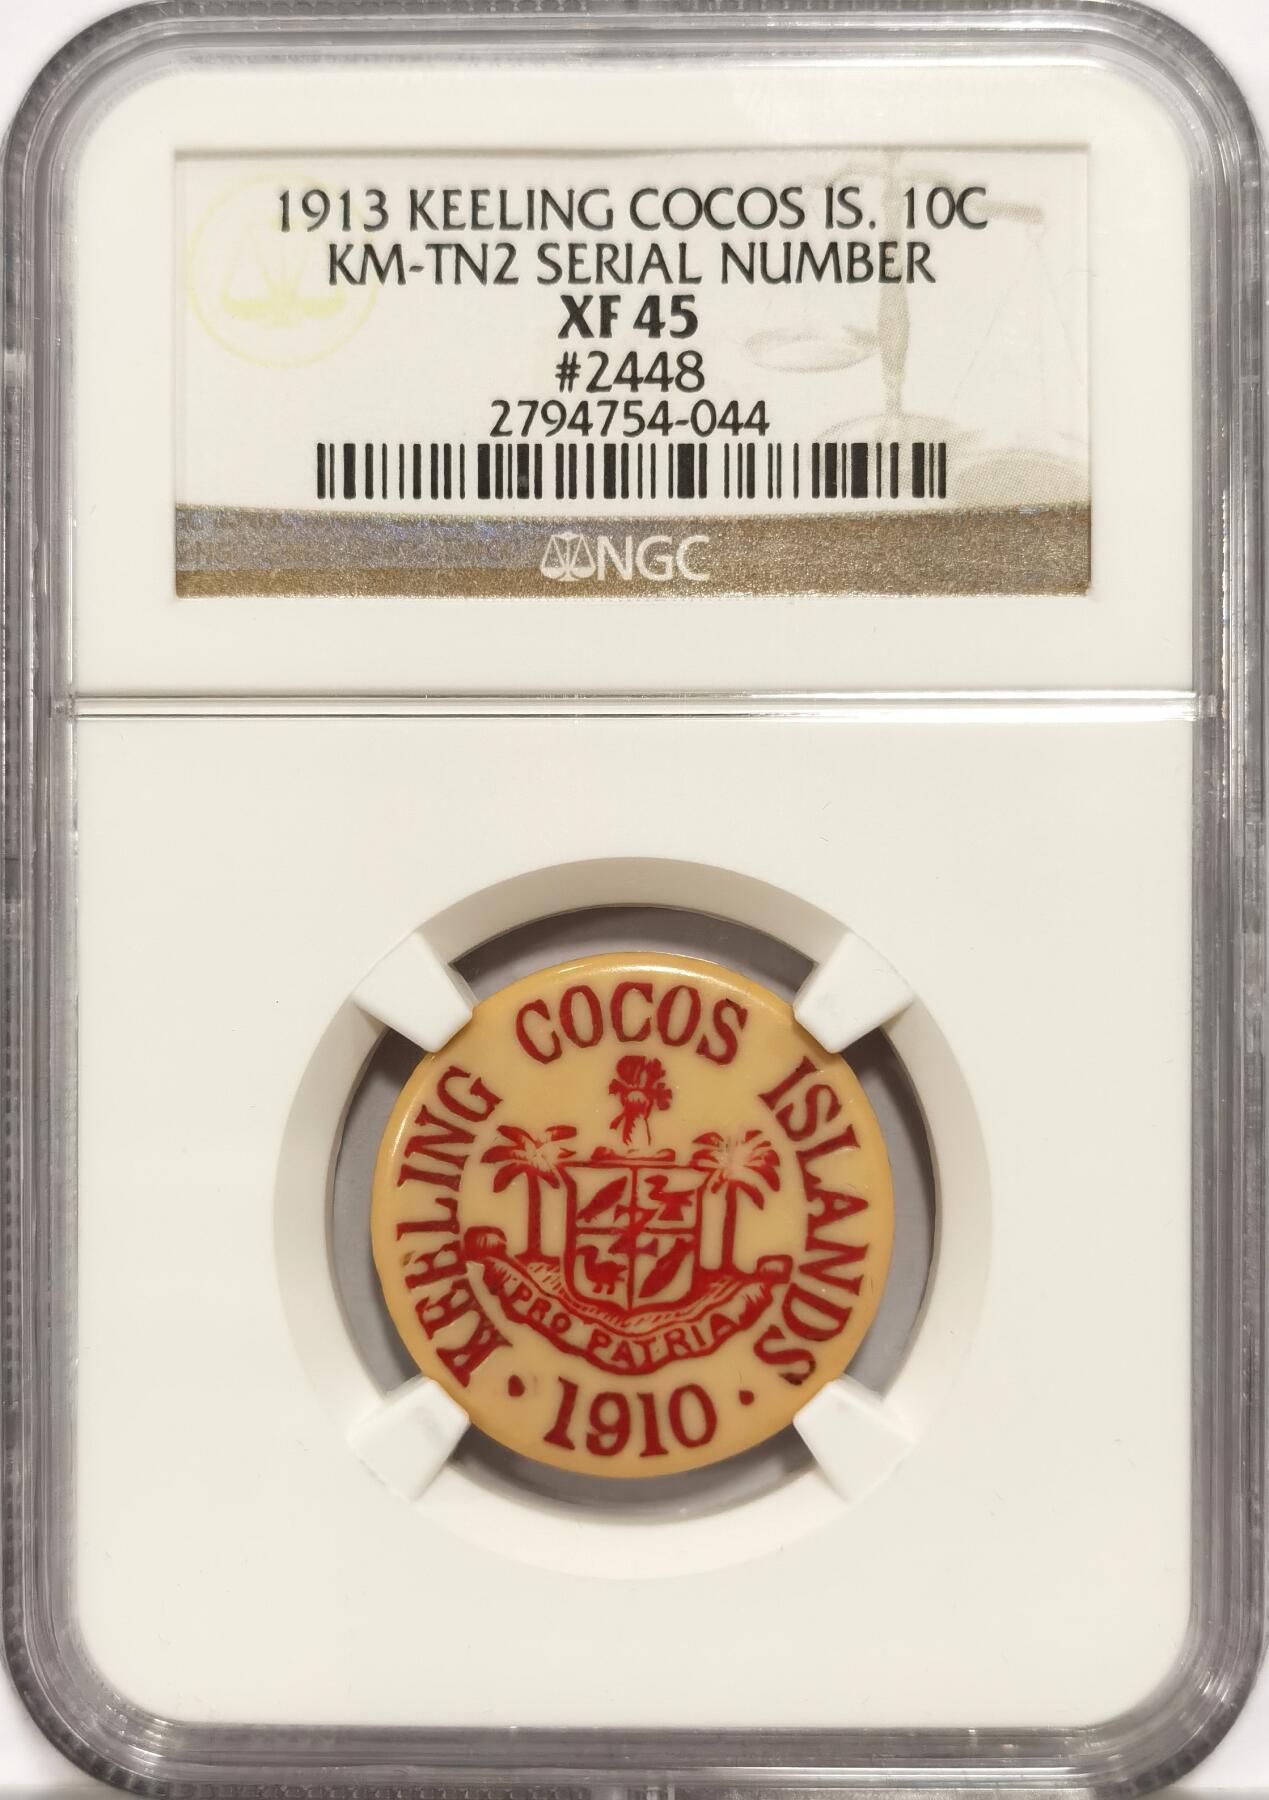 1913 KEELING COCOS IS. 10C
KM-TN2 SERIAL NUMBER
XF 45
#2448
2794754-044
NGC
KEELING COCOS ISLANDS
PRO PATRIA
· 1910 ·